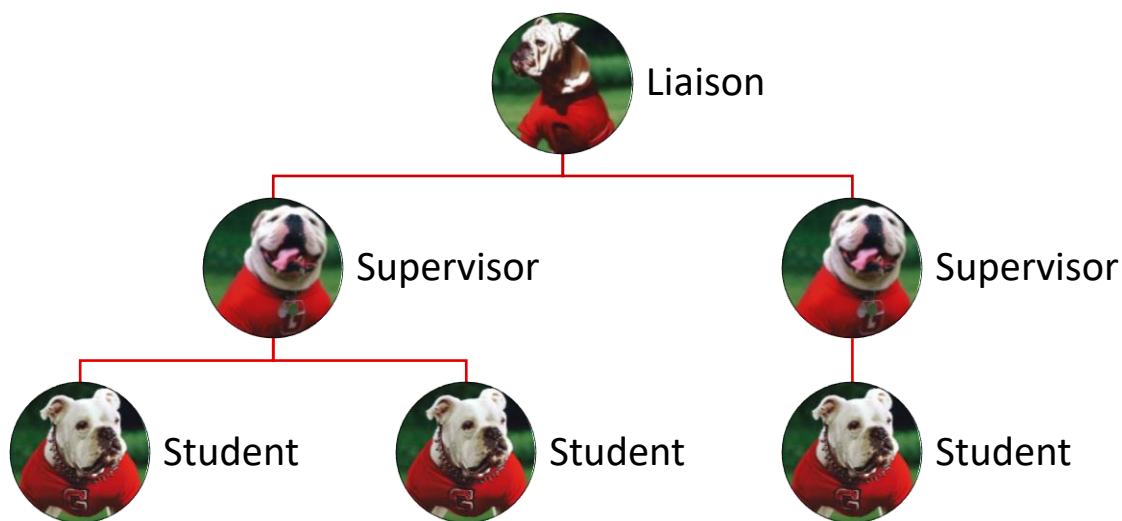 Liaison
Supervisor
Supervisor
Student
Student
Student
G
G
G
G
G